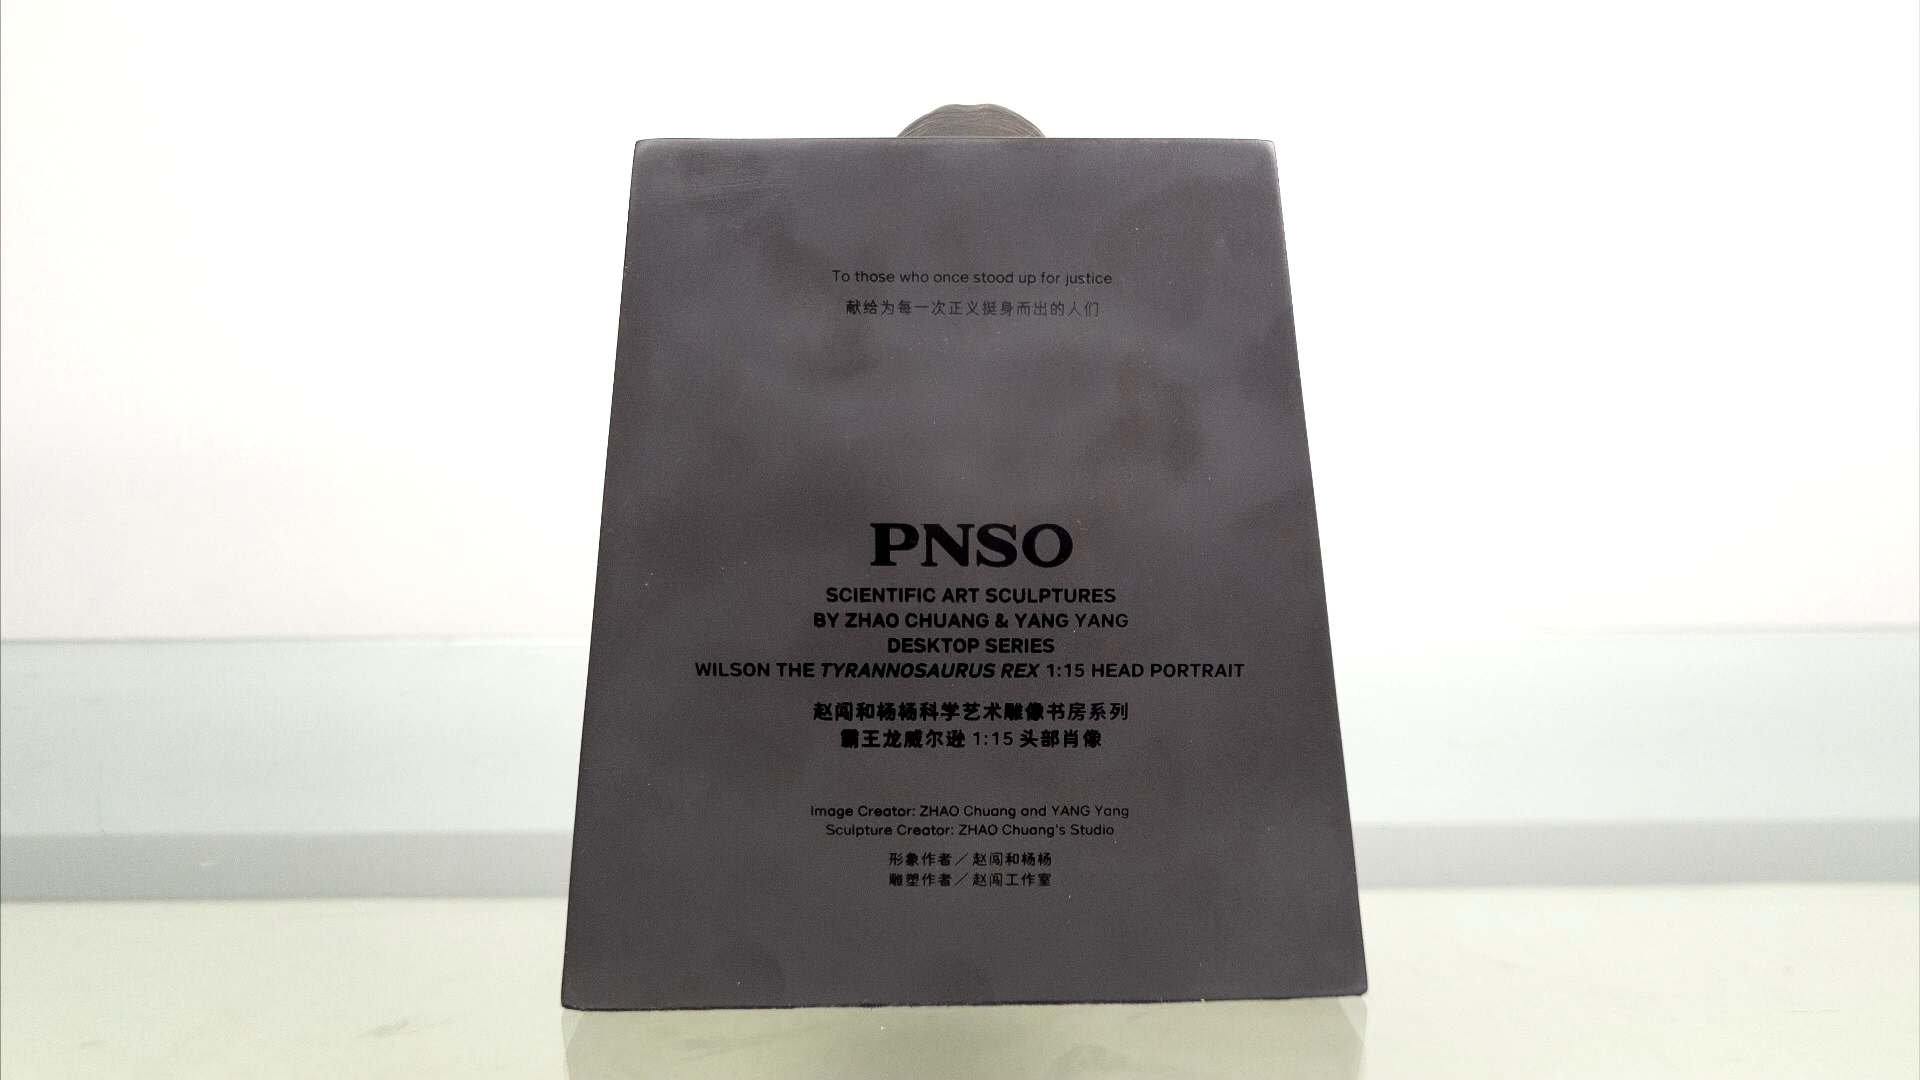 To those who once stood up for justice
献给为每一次正义挺身而出的人们
PNSO
SCIENTIFIC ART SCULPTURES
BY ZHAO CHUANG & YANG YANG
DESKTOP SERIES
WILSON THE TYRANNOSAURUS REX 1:15 HEAD PORTRAIT
赵闯和杨杨科学艺术雕像书房系列
霸王龙威尔逊 1:15 头部肖像
Image Creator: ZHAO Chuang and YANG Yang
Sculpture Creator: ZHAO Chuang's Studio
形象作者／赵闯和杨杨
雕塑作者／赵闯工作室